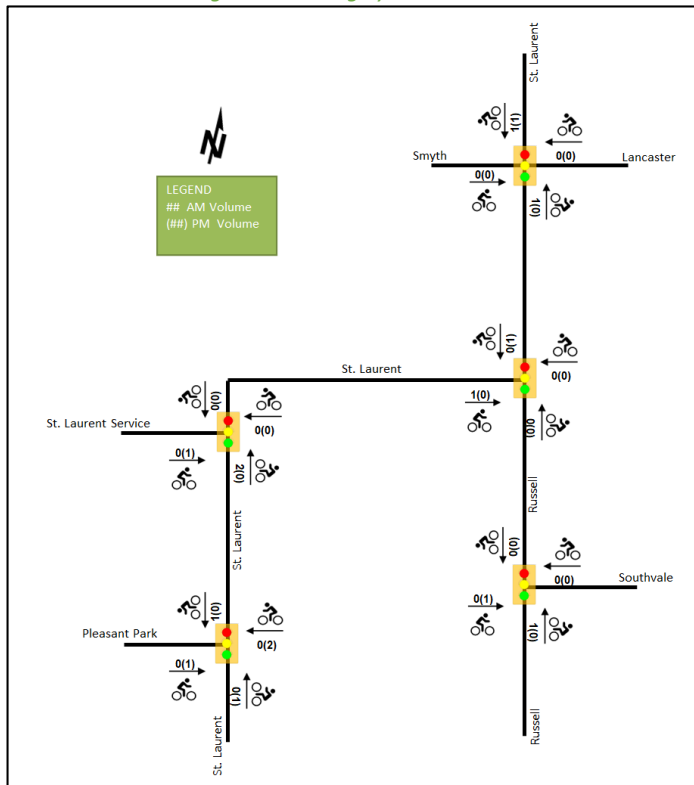 St. Laurent
1(1)
0(0)
Smyth
Lancaster
0(0)
1(0)
LEGEND
## AM Volume
(##) PM Volume
0(1)
St. Laurent
0(0)
1(0)
0(0)
0(0)
St. Laurent Service
0(0)
0(1)
2(0)
Russell
St. Laurent
0(0)
0(0)
Southvale
0(1)
1(0)
1(0)
Pleasant Park
0(2)
0(1)
0(1)
St. Laurent
Russell